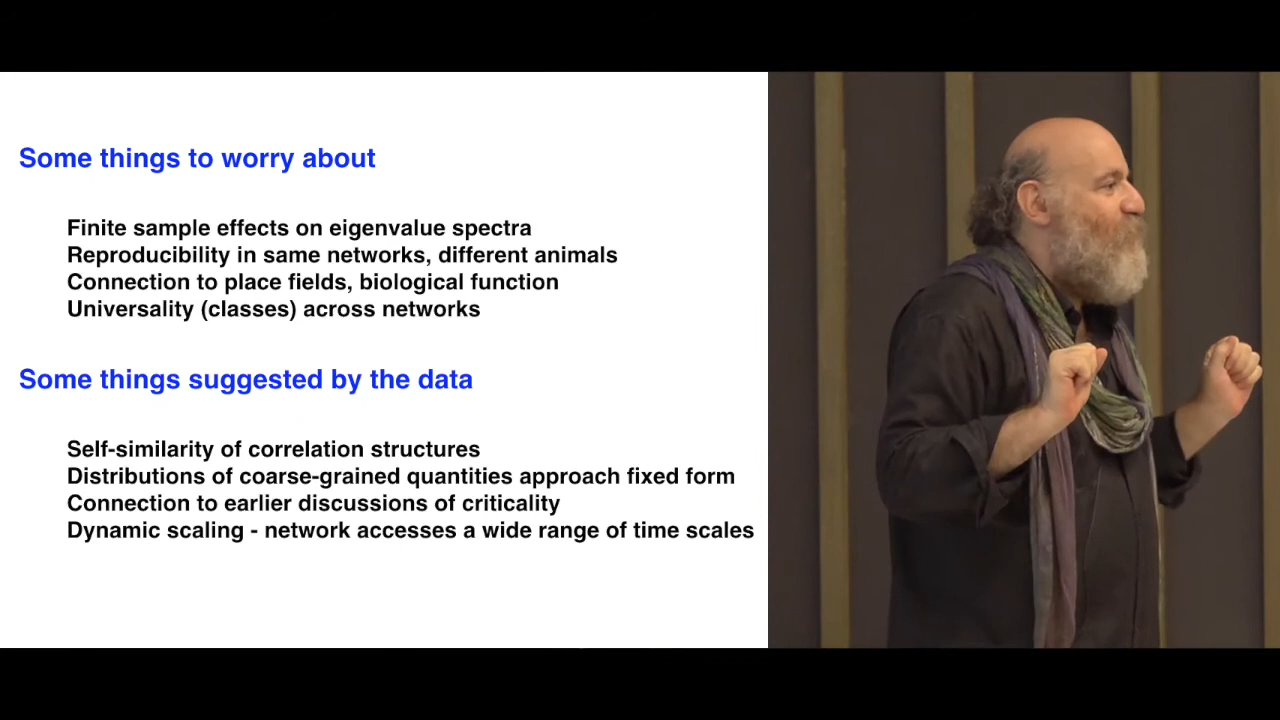 Some things to worry about
Finite sample effects on eigenvalue spectra
Reproducibility in same networks, different animals
Connection to place fields, biological function
Universality (classes) across networks
Some things suggested by the data
Self-similarity of correlation structures
Distributions of coarse-grained quantities approach fixed form
Connection to earlier discussions of criticality
Dynamic scaling - network accesses a wide range of time scales